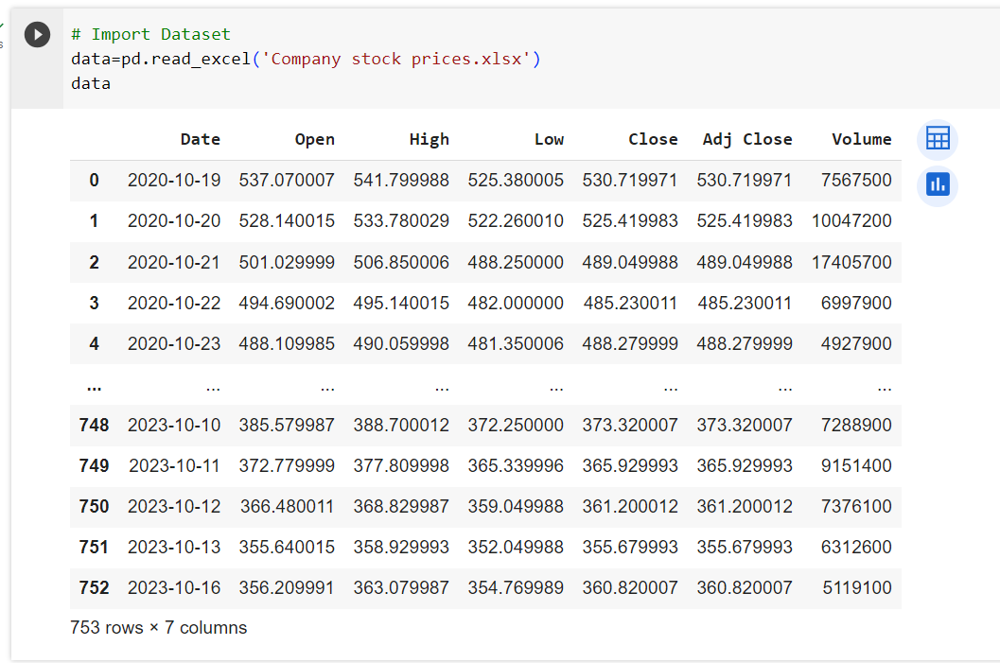 # Import Dataset
data=pd.read_excel('Company stock prices.xlsx')
data
Date Open High Low Close Adj Close Volume
0 2020-10-19 537.070007 541.799988 525.380005 530.719971 530.719971 7567500
1 2020-10-20 528.140015 533.780029 522.260010 525.419983 525.419983 10047200
2 2020-10-21 501.029999 506.850006 488.250000 489.049988 489.049988 17405700
3 2020-10-22 494.690002 495.140015 482.000000 485.230011 485.230011 6997900
4 2020-10-23 488.109985 490.059998 481.350006 488.279999 488.279999 4927900
... ... ... ... ... ... ... ...
748 2023-10-10 385.579987 388.700012 372.250000 373.320007 373.320007 7288900
749 2023-10-11 372.779999 377.809998 365.339996 365.929993 365.929993 9151400
750 2023-10-12 366.480011 368.829987 359.049988 361.200012 361.200012 7376100
751 2023-10-13 355.640015 358.929993 352.049988 355.679993 355.679993 6312600
752 2023-10-16 356.209991 363.079987 354.769989 360.820007 360.820007 5119100
753 rows × 7 columns